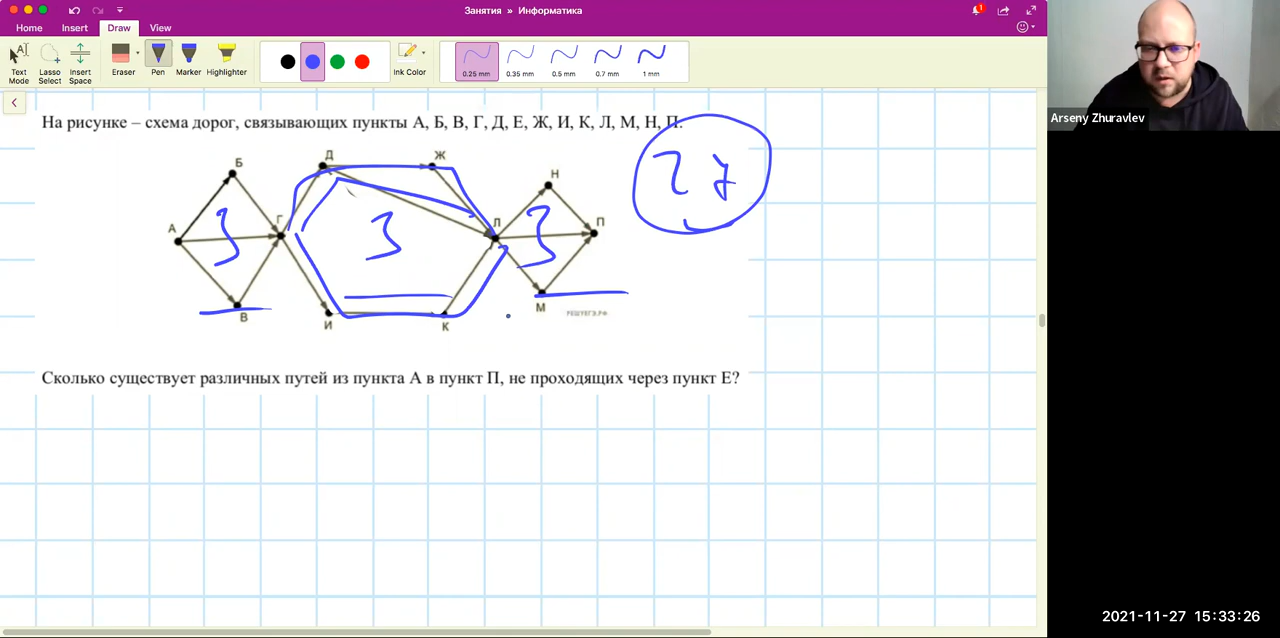 Занятия » Информатика
1
Home Insert Draw View
Text Mode
Lasso Select
Insert Space
Eraser
Pen
Marker
Highlighter
Ink Color
0.25 mm
0.35 mm
0.5 mm
0.7 mm
1 mm
Arseny Zhuravlev
На рисунке – схема дорог, связывающих пункты А, Б, В, Г, Д, Е, Ж, И, К, Л, М, Н, П.
27
Б
Д
Ж
Н
А
3
Г
3
Л
3
П
В
И
К
М
РЕШУЕГЭ.РФ
Сколько существует различных путей из пункта А в пункт П, не проходящих через пункт Е?
2021-11-27 15:33:26